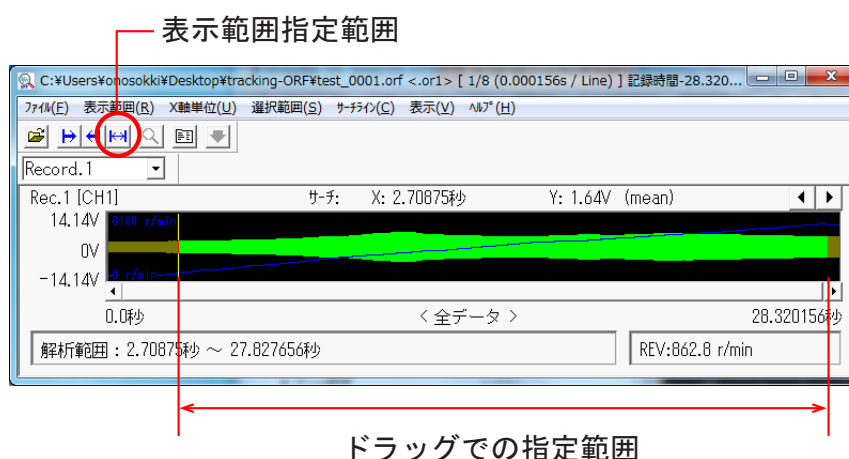 表示範囲指定範囲
C:¥Users¥onosokki¥Desktop¥tracking-ORF¥test_0001.orf <.or1> [ 1/8 (0.000156s / Line) ] 記録時間-28.320...
ファイル(F) 表示範囲(R) X軸単位(U) 選択範囲(S) サーチライン(C) 表示(V) ヘルプ(H)
Record.1
Rec.1 [CH1] サーチ: X: 2.70875秒 Y: 1.64V (mean)
14.14V 8100 r/min
0V
-14.14V 0 r/min
0.0秒 < 全データ > 28.320156秒
解析範囲 : 2.70875秒 ~ 27.827656秒 REV:862.8 r/min
ドラッグでの指定範囲